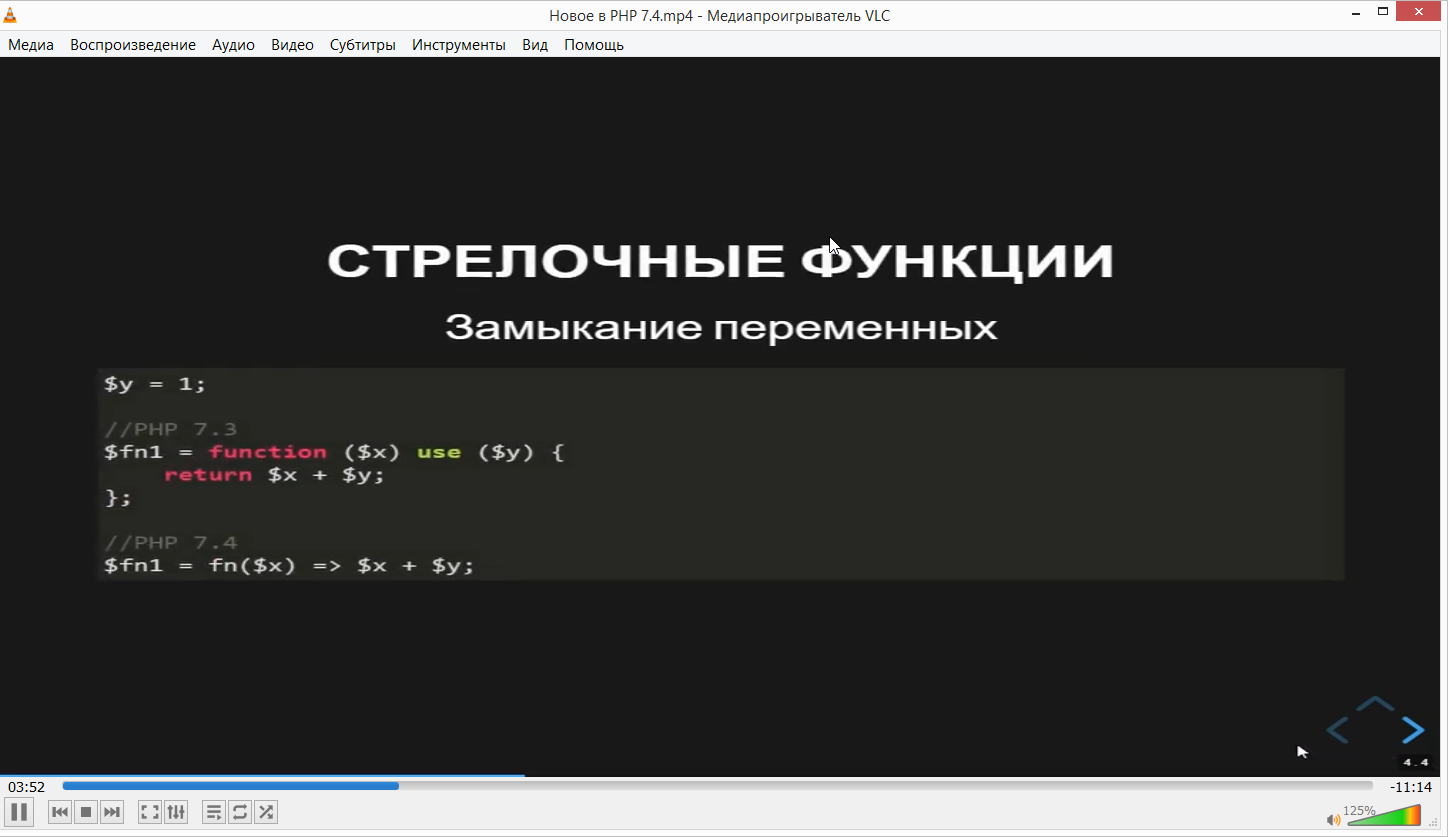 Новое в PHP 7.4.mp4 - Медиапроигрыватель VLC
Медиа Воспроизведение Аудио Видео Субтитры Инструменты Вид Помощь
СТРЕЛОЧНЫЕ ФУНКЦИИ
Замыкание переменных
$y = 1;
//PHP 7.3
$fn1 = function ($x) use ($y) {
    return $x + $y;
};
//PHP 7.4
$fn1 = fn($x) => $x + $y;
4.4
03:52 -11:14
125%